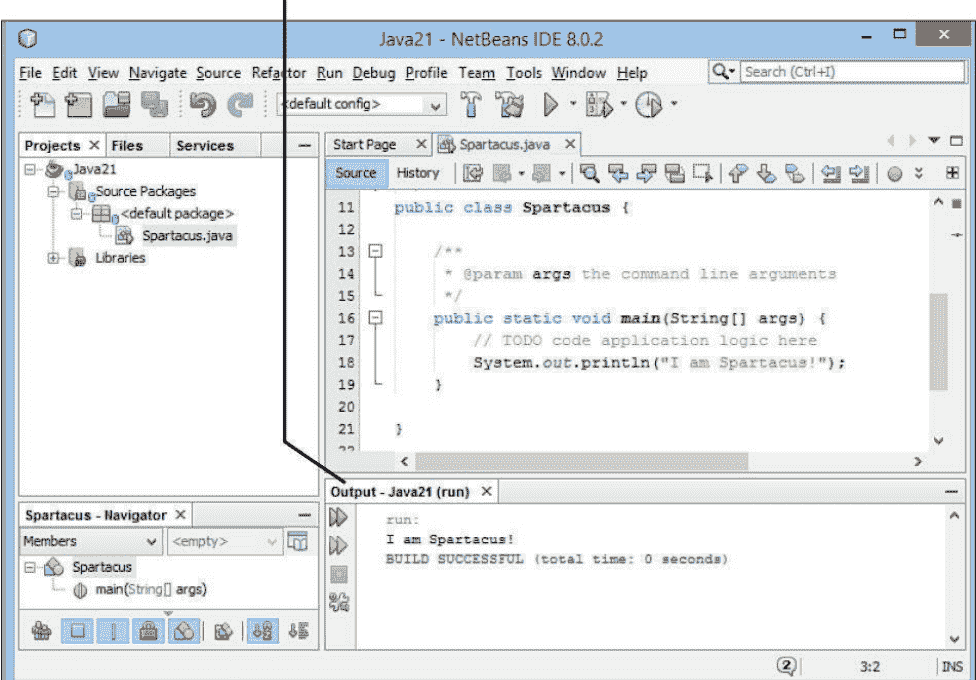 Java21 - NetBeans IDE 8.0.2
File Edit View Navigate Source Refactor Run Debug Profile Team Tools Window Help
Search (Ctrl+I)
<default config>
Projects Files Services
Java21
Source Packages
<default package>
Spartacus.java
Libraries
Start Page Spartacus.java
Source History
11 public class Spartacus {
12
13 /**
14 * @param args the command line arguments
15 */
16 public static void main(String[] args) {
17 // TODO code application logic here
18 System.out.println("I am Spartacus!");
19 }
20
21 }
22
Spartacus - Navigator
Members <empty>
Spartacus
main(String[] args)
Output - Java21 (run)
run:
I am Spartacus!
BUILD SUCCESSFUL (total time: 0 seconds)
2 3:2 INS